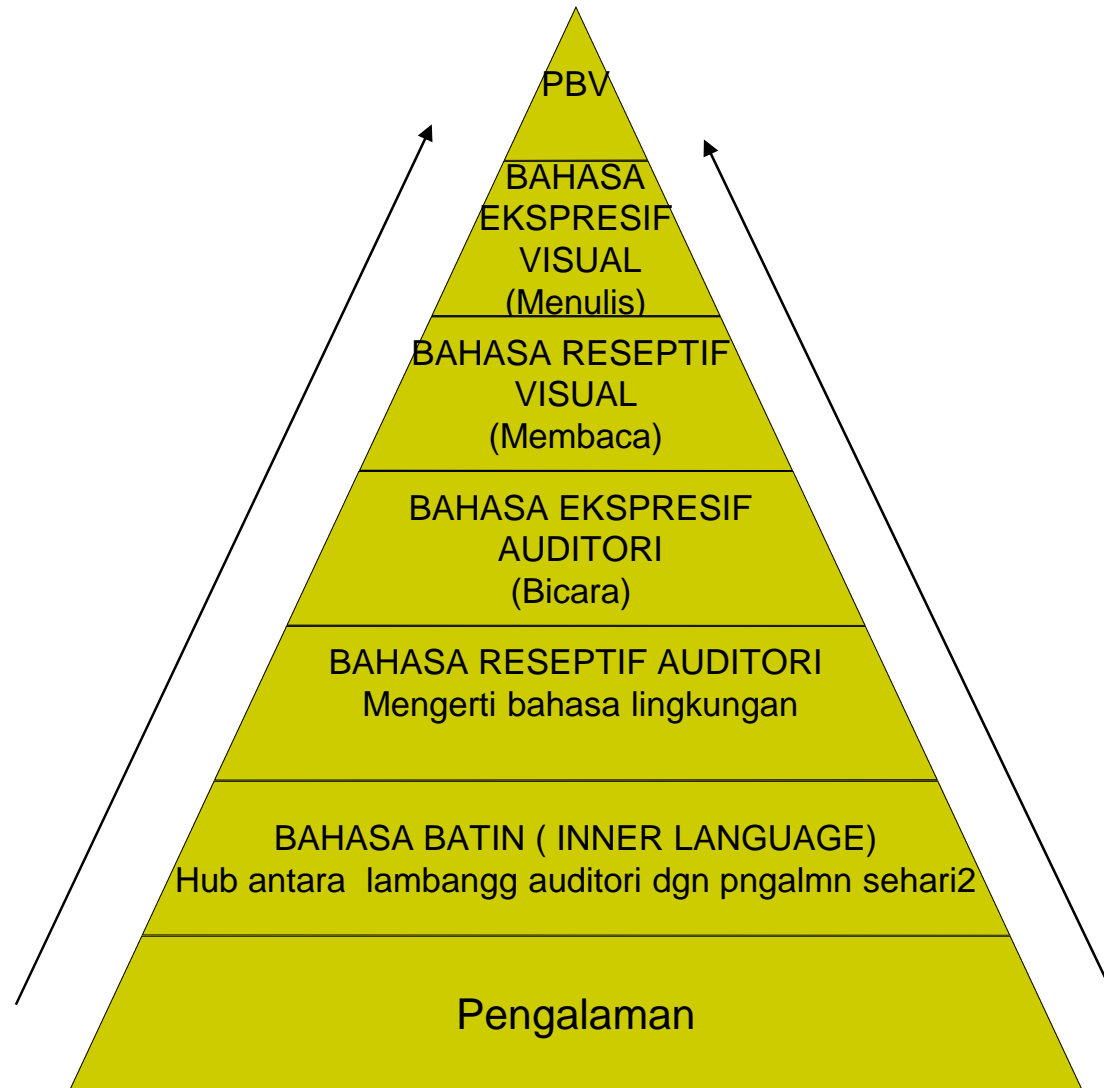 PBV
BAHASA
EKSPRESIF
VISUAL
(Menulis)
BAHASA RESEPTIF
VISUAL
(Membaca)
BAHASA EKSPRESIF
AUDITORI
(Bicara)
BAHASA RESEPTIF AUDITORI
Mengerti bahasa lingkungan
BAHASA BATIN ( INNER LANGUAGE)
Hub antara lambangg auditori dgn pngalmn sehari2
Pengalaman